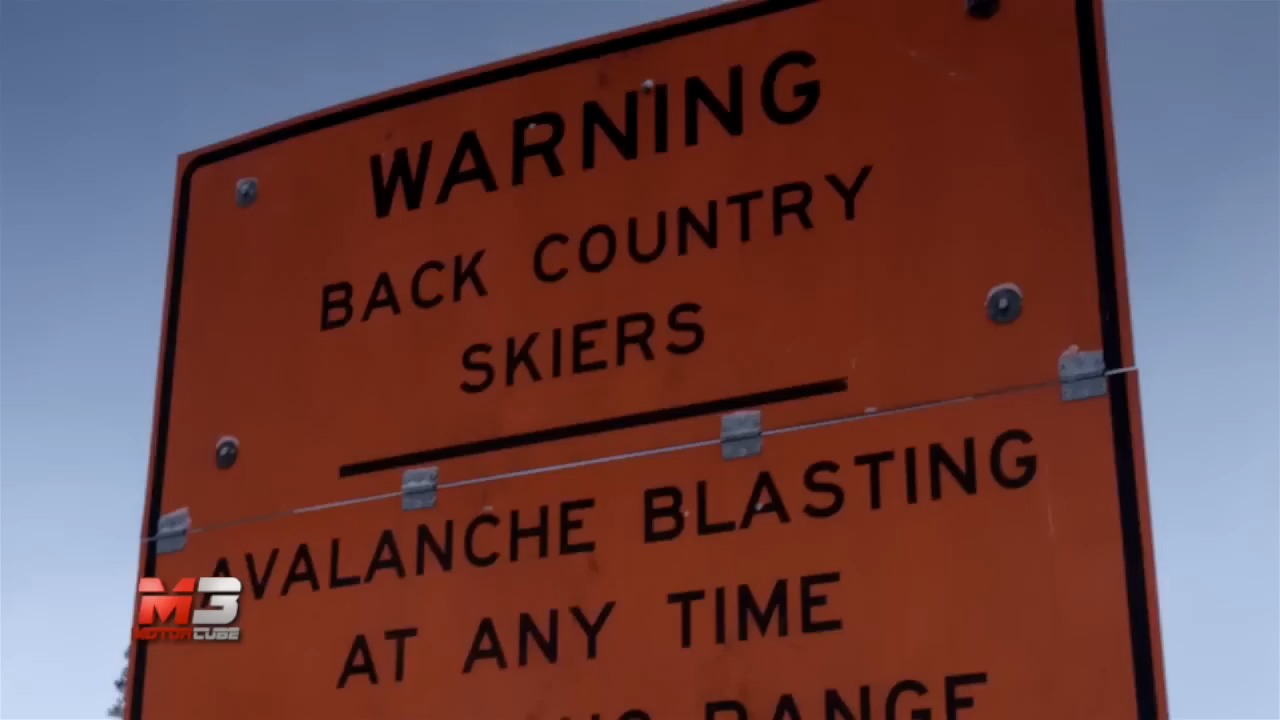 WARNING
BACK COUNTRY
SKIERS
AVALANCHE BLASTING
AT ANY TIME
RANGE
M3
MOTORCUBE